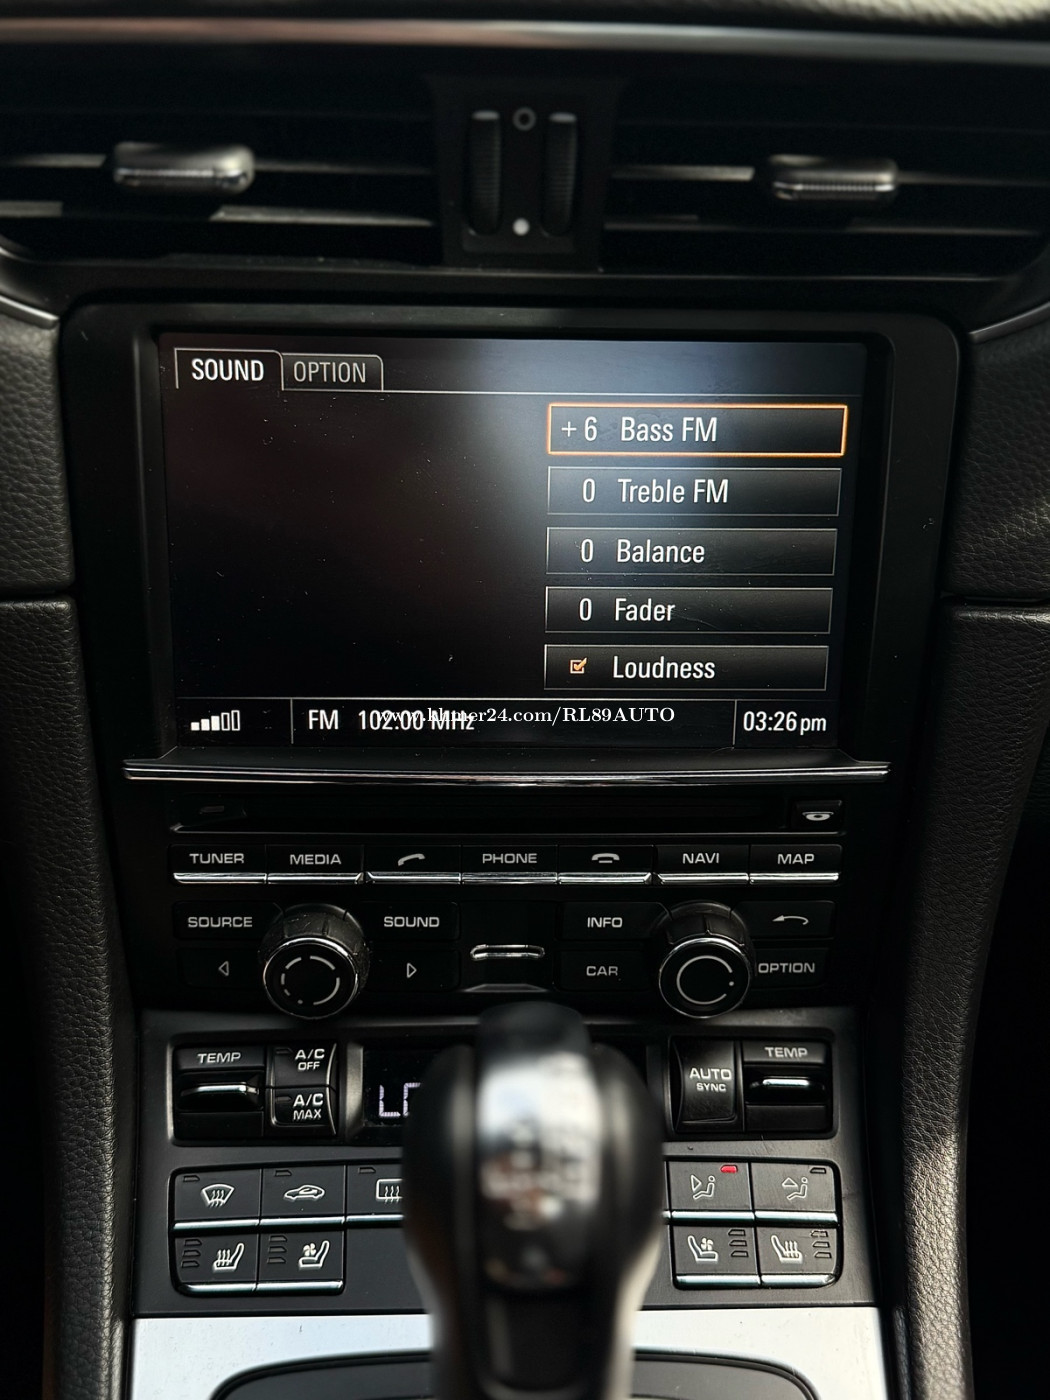 SOUND OPTION
+ 6 Bass FM
0 Treble FM
0 Balance
0 Fader
Loudness
FM 102.00 MHz 03:26 pm
www.khmer24.com/RL89AUTO
TUNER MEDIA PHONE NAVI MAP
SOURCE SOUND INFO
CAR OPTION
TEMP A/C OFF AUTO SYNC TEMP
A/C MAX